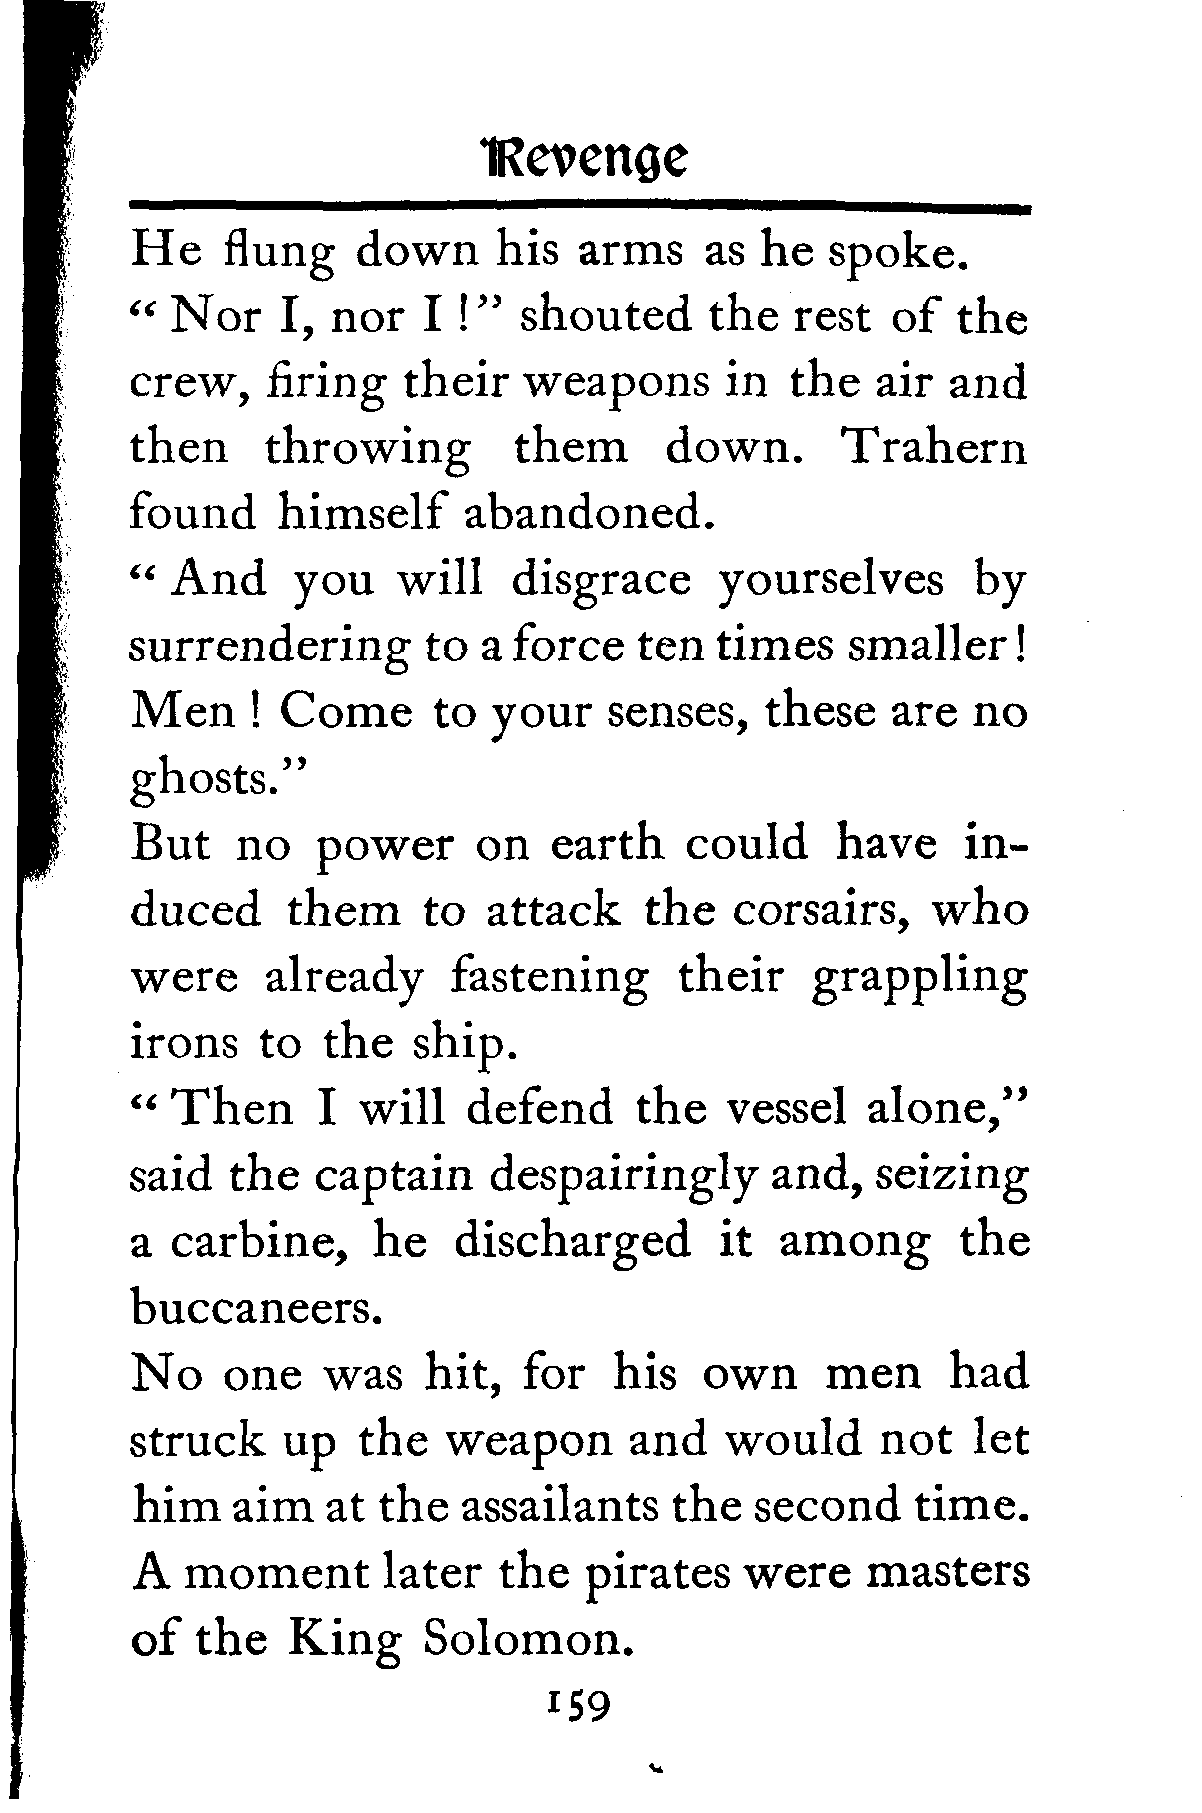 Revenge
He flung down his arms as he spoke.
“ Nor I, nor I !” shouted the rest of the
crew, firing their weapons in the air and
then throwing them down. Trahern
found himself abandoned.
“ And you will disgrace yourselves by
surrendering to a force ten times smaller !
Men ! Come to your senses, these are no
ghosts.”
But no power on earth could have in-
duced them to attack the corsairs, who
were already fastening their grappling
irons to the ship.
“ Then I will defend the vessel alone,”
said the captain despairingly and, seizing
a carbine, he discharged it among the
buccaneers.
No one was hit, for his own men had
struck up the weapon and would not let
him aim at the assailants the second time.
A moment later the pirates were masters
of the King Solomon.
159